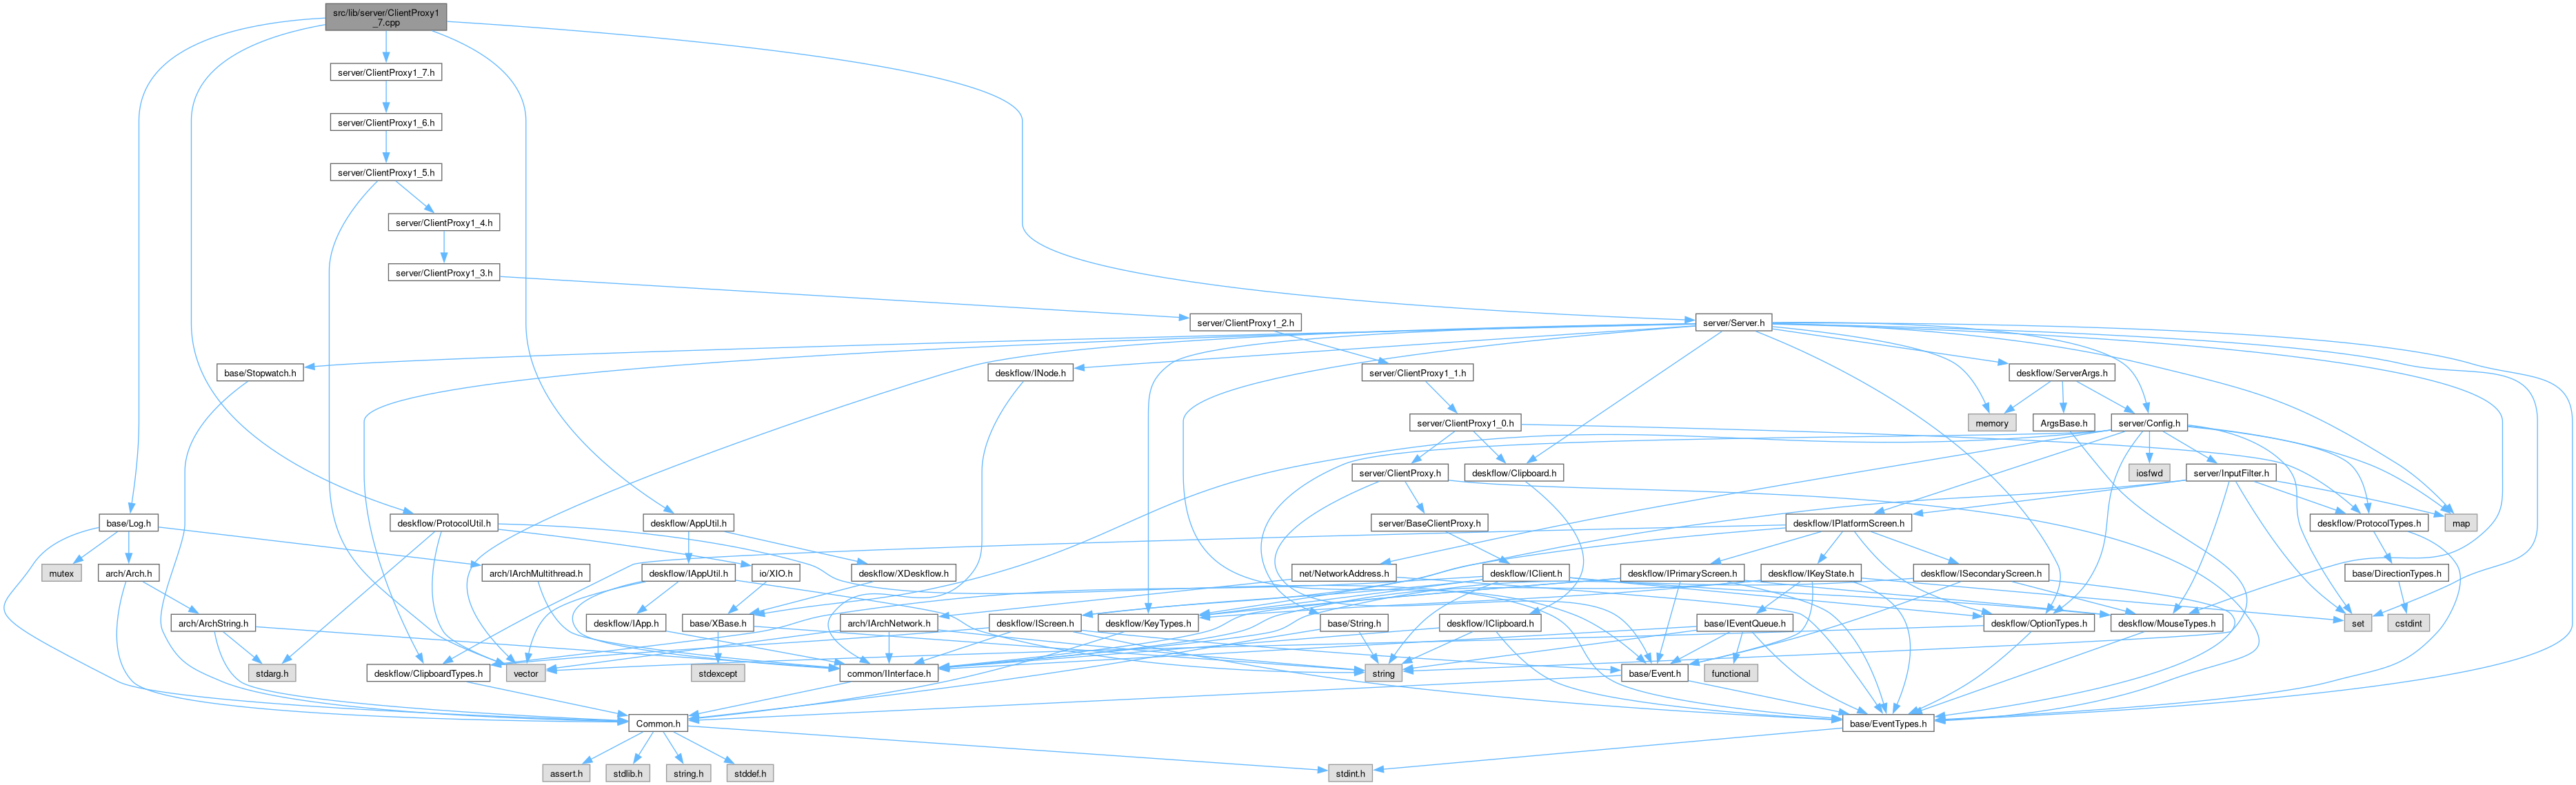 src/lib/server/ClientProxy1
_7.cpp
server/ClientProxy1_7.h
server/ClientProxy1_6.h
server/ClientProxy1_5.h
server/ClientProxy1_4.h
server/ClientProxy1_3.h
server/ClientProxy1_2.h
server/Server.h
base/Stopwatch.h
deskflow/INode.h
server/ClientProxy1_1.h
deskflow/ServerArgs.h
server/ClientProxy1_0.h
memory
ArgsBase.h
server/Config.h
server/ClientProxy.h
deskflow/Clipboard.h
iosfwd
server/InputFilter.h
base/Log.h
deskflow/ProtocolUtil.h
deskflow/AppUtil.h
server/BaseClientProxy.h
deskflow/IPlatformScreen.h
deskflow/ProtocolTypes.h
map
mutex
arch/Arch.h
arch/IArchMultithread.h
deskflow/IAppUtil.h
io/XIO.h
deskflow/XDeskflow.h
net/NetworkAddress.h
deskflow/IClient.h
deskflow/IPrimaryScreen.h
deskflow/IKeyState.h
deskflow/ISecondaryScreen.h
base/DirectionTypes.h
arch/ArchString.h
deskflow/IApp.h
base/XBase.h
arch/IArchNetwork.h
deskflow/IScreen.h
deskflow/KeyTypes.h
base/String.h
deskflow/IClipboard.h
base/IEventQueue.h
deskflow/OptionTypes.h
deskflow/MouseTypes.h
set
cstdint
stdarg.h
deskflow/ClipboardTypes.h
vector
stdexcept
common/IInterface.h
string
base/Event.h
functional
Common.h
base/EventTypes.h
assert.h
stdlib.h
string.h
stddef.h
stdint.h